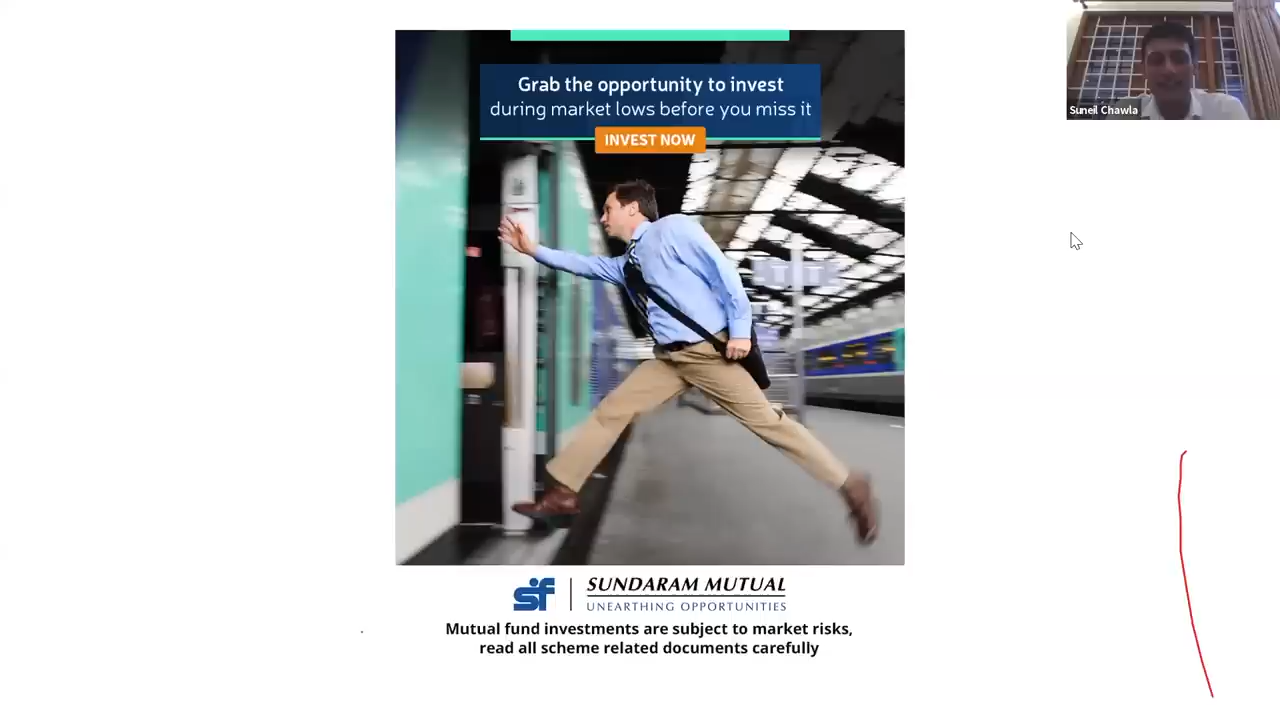 Grab the opportunity to invest
during market lows before you miss it
INVEST NOW
Suneil Chawla
sf
SUNDARAM MUTUAL
UNEARTHING OPPORTUNITIES
Mutual fund investments are subject to market risks,
read all scheme related documents carefully